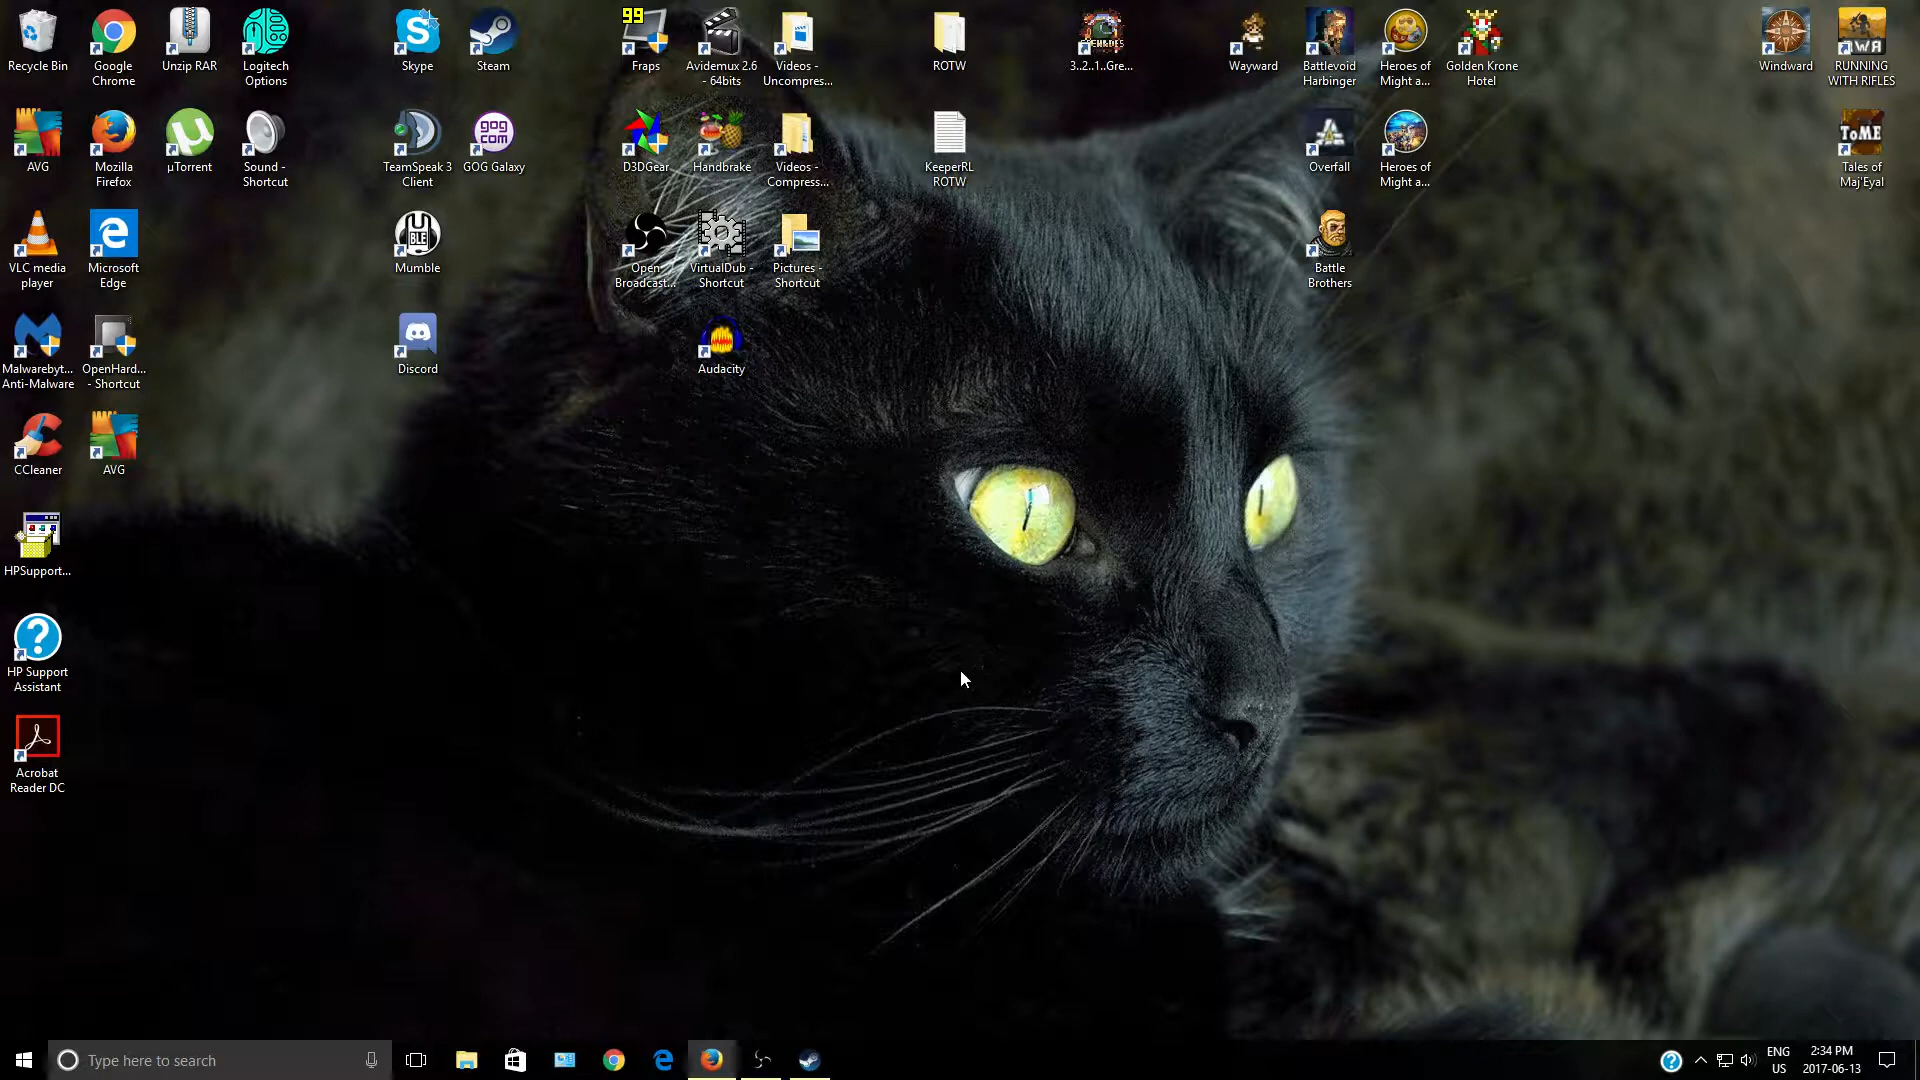 Recycle Bin
Google
Chrome
Unzip RAR
Logitech
Options
Skype
Steam
99
Fraps
Avidemux 2.6
- 64bits
Videos -
Uncompres...
ROTW
3..2..1..Gre...
Wayward
Battlevoid
Harbinger
Heroes of
Might a...
Golden Krone
Hotel
Windward
RWR
RUNNING
WITH RIFLES
AVG
Mozilla
Firefox
µTorrent
Sound -
Shortcut
TeamSpeak 3
Client
gog
com
GOG Galaxy
D3DGear
Handbrake
Videos -
Compress...
KeeperRL
ROTW
Overfall
Heroes of
Might a...
ToME
Tales of
Maj'Eyal
VLC media
player
Microsoft
Edge
Mumble
Open
Broadcast...
VirtualDub -
Shortcut
Pictures -
Shortcut
Battle
Brothers
Malwarebyt...
Anti-Malware
OpenHard...
- Shortcut
Discord
Audacity
CCleaner
AVG
HPSupport...
HP Support
Assistant
Acrobat
Reader DC
Type here to search
ENG
US
2:34 PM
2017-06-13